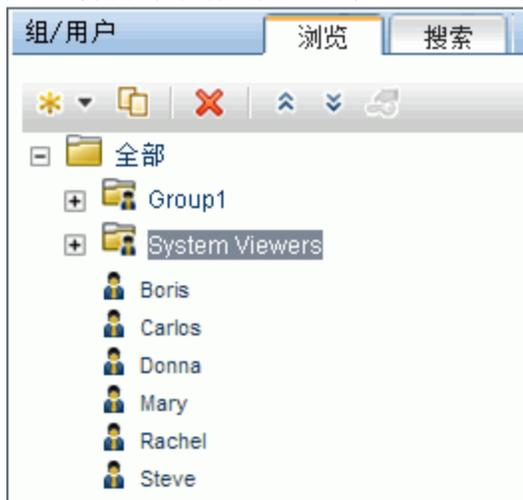 组/用户 浏览 搜索
全部
Group1
System Viewers
Boris
Carlos
Donna
Mary
Rachel
Steve